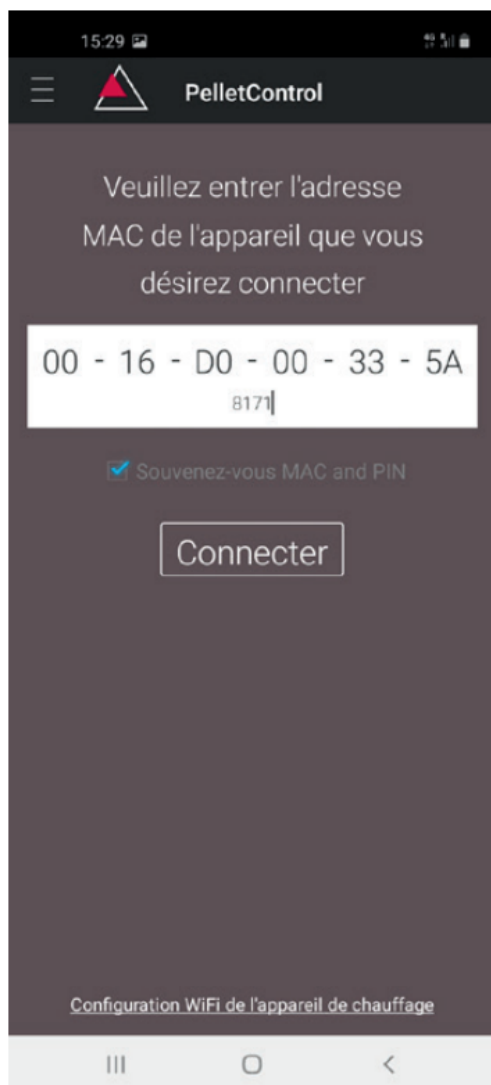 15:29
PelletControl
Veuillez entrer l'adresse
MAC de l'appareil que vous
désirez connecter
00 - 16 - D0 - 00 - 33 - 5A
8171
Souvenez-vous MAC and PIN
Connecter
Configuration WiFi de l'appareil de chauffage